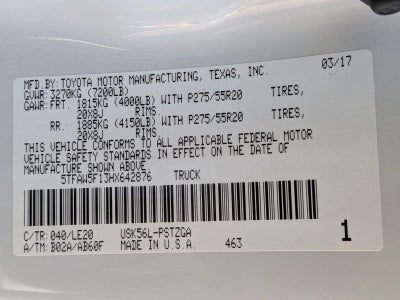 MFD BY: TOYOTA MOTOR MANUFACTURING, TEXAS, INC. 03/17
GVWR: 3270KG (7200LB)
GAWR: FRT. 1815KG (4000LB) WITH P275/55R20 TIRES,
20X8J RIMS
RR. 1885KG (4150LB) WITH P275/55R20 TIRES,
20X8J RIMS
THIS VEHICLE CONFORMS TO ALL APPLICABLE FEDERAL MOTOR
VEHICLE SAFETY STANDARDS IN EFFECT ON THE DATE OF
MANUFACTURE SHOWN ABOVE.
5TFAW5F13HX642876 TRUCK
C/TR: 040/LE20 USK56L-PSTZGA 1
A/TM: B02A/AB60F MADE IN U.S.A. 463